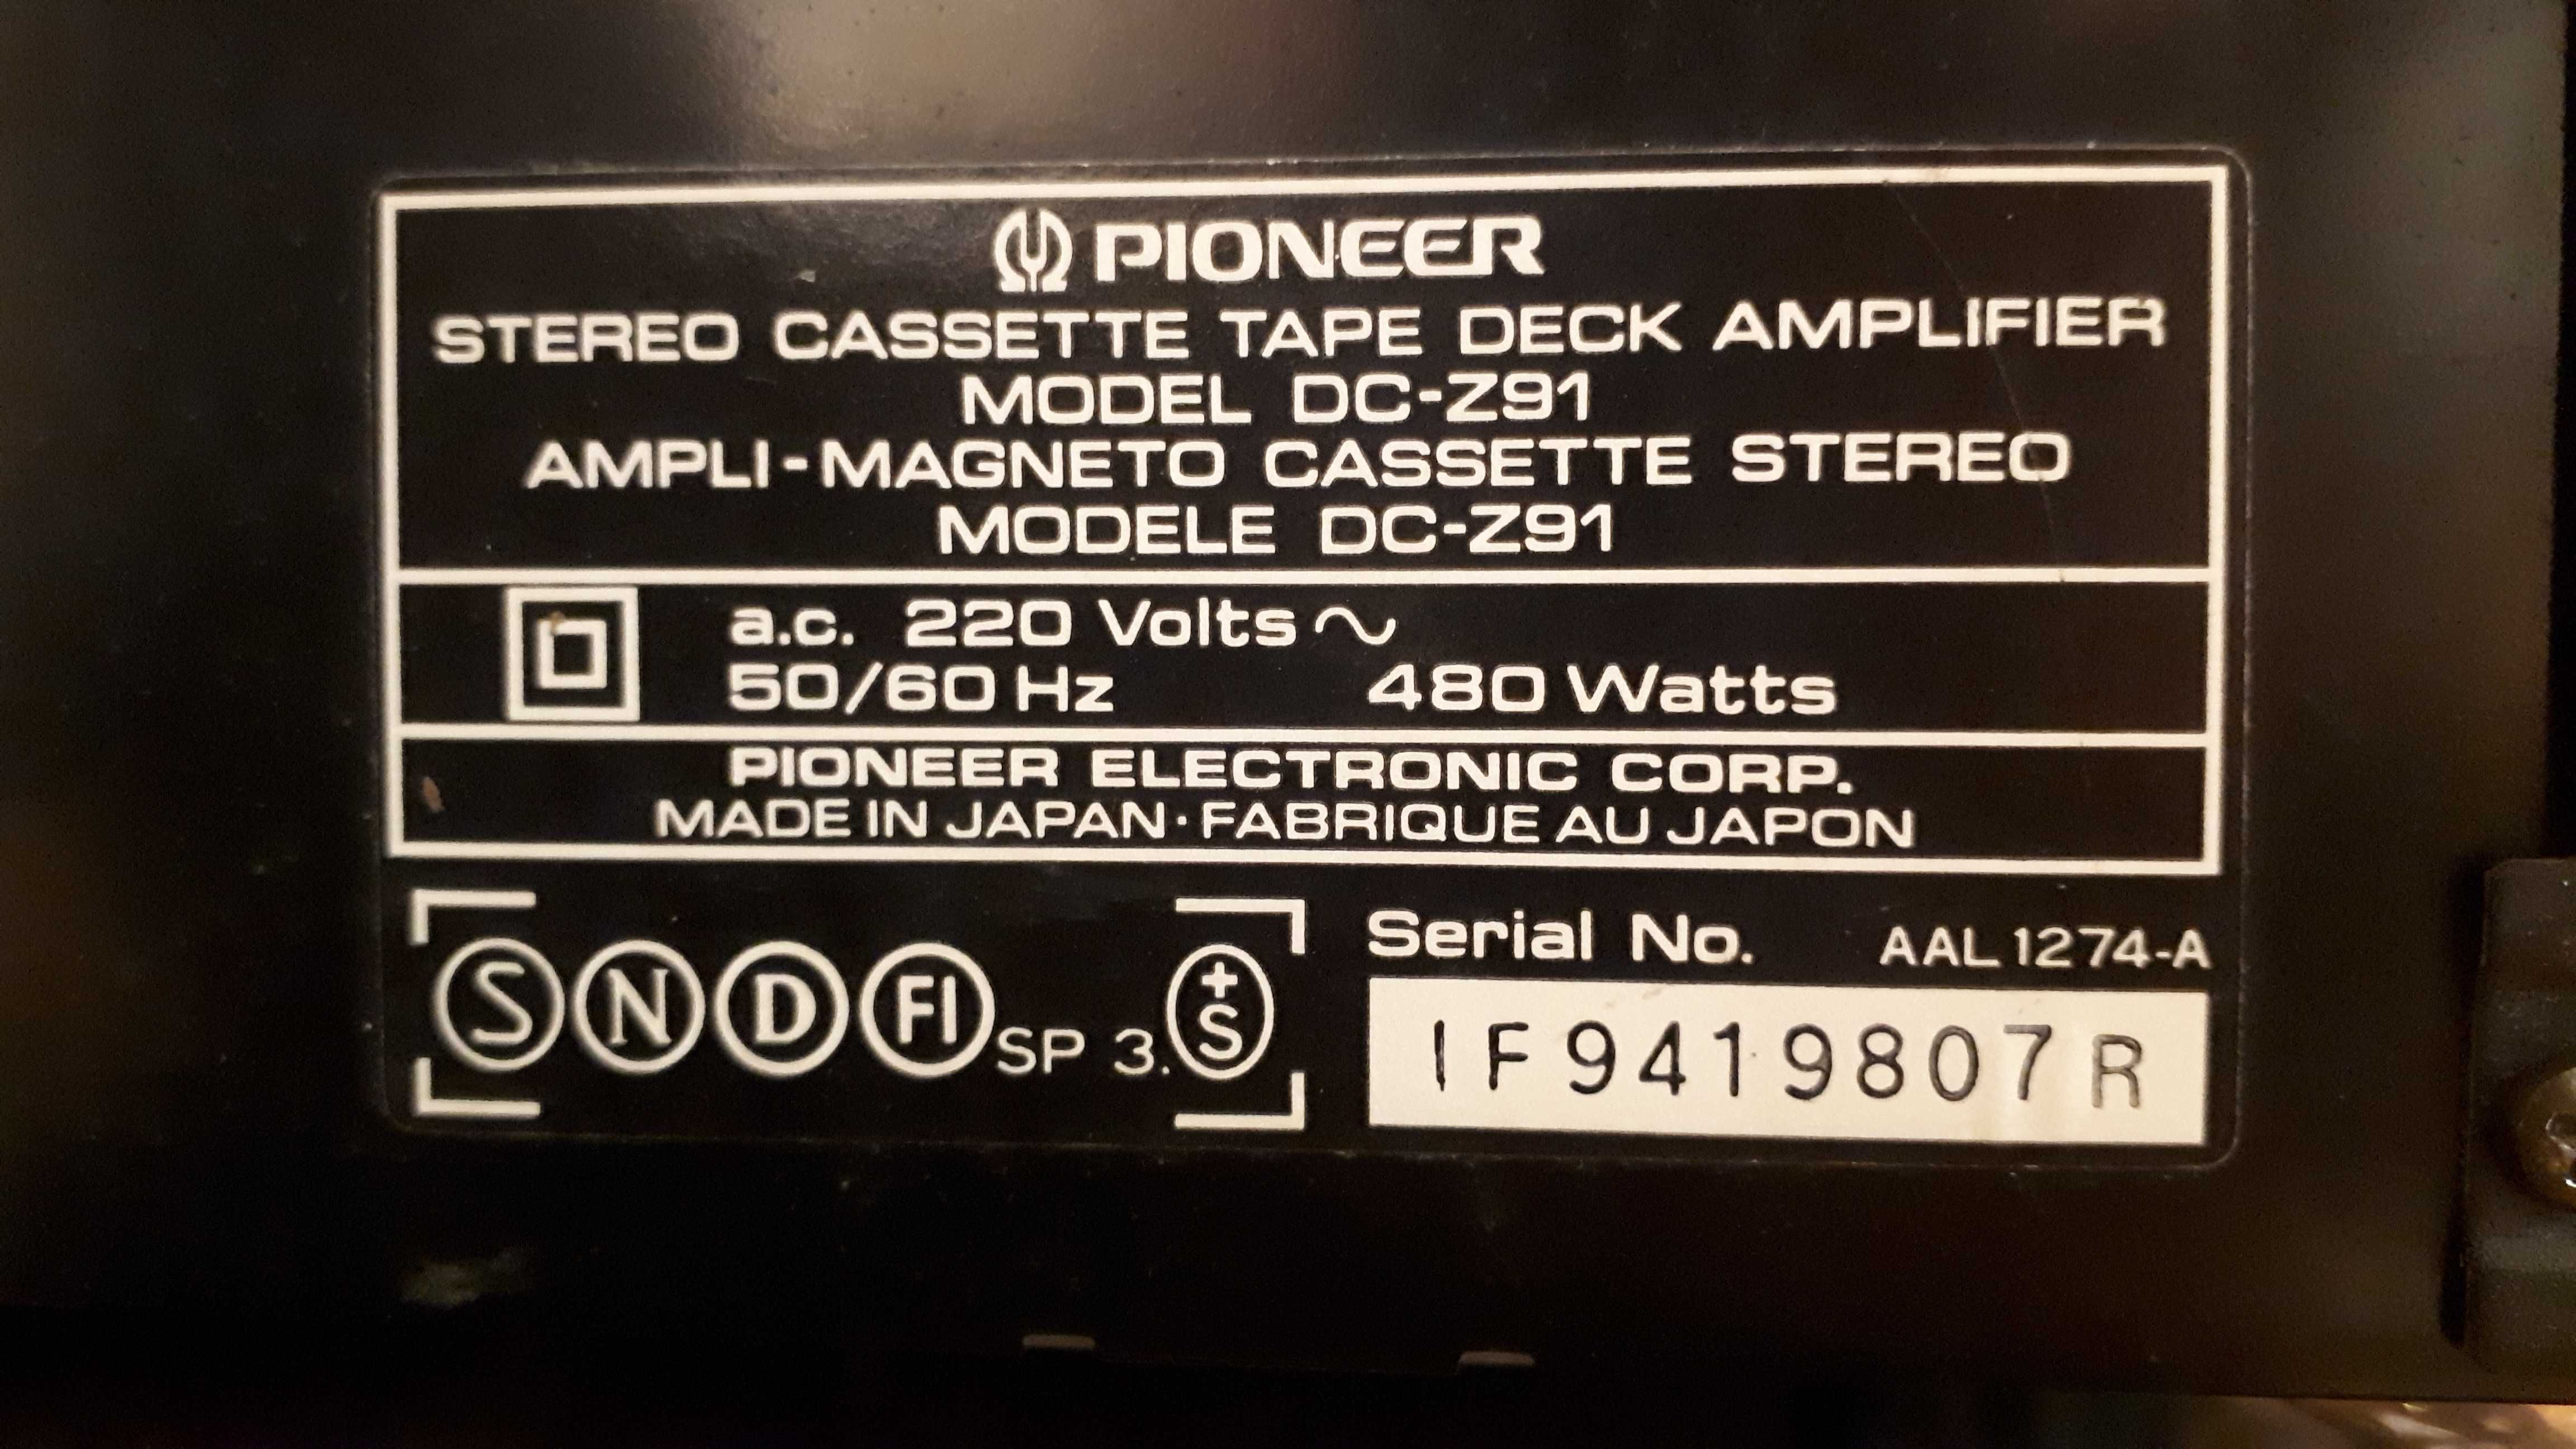 PIONEER
STEREO CASSETTE TAPE DECK AMPLIFIER
MODEL DC-Z91
AMPLI-MAGNETO CASSETTE STEREO
MODELE DC-Z91
a.c. 220 Volts ~
50/60 Hz 480 Watts
PIONEER ELECTRONIC CORP.
MADE IN JAPAN · FABRIQUE AU JAPON
S N D FI SP 3. +S
Serial No. AAL1274-A
IF9419807R